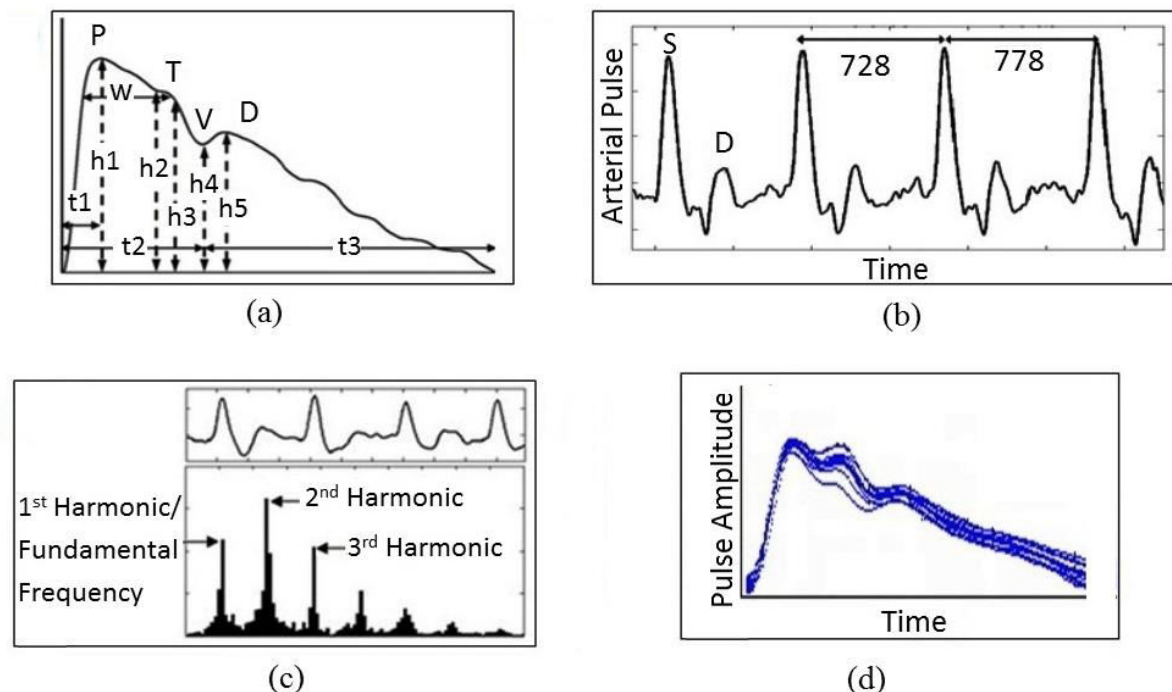 P
T
W
V
D
h1
h2
h3
h4
h5
t1
t2
t3
(a)
Arterial Pulse
S
D
728
778
Time
(b)
1st Harmonic/
Fundamental
Frequency
2nd Harmonic
3rd Harmonic
(c)
Pulse Amplitude
Time
(d)